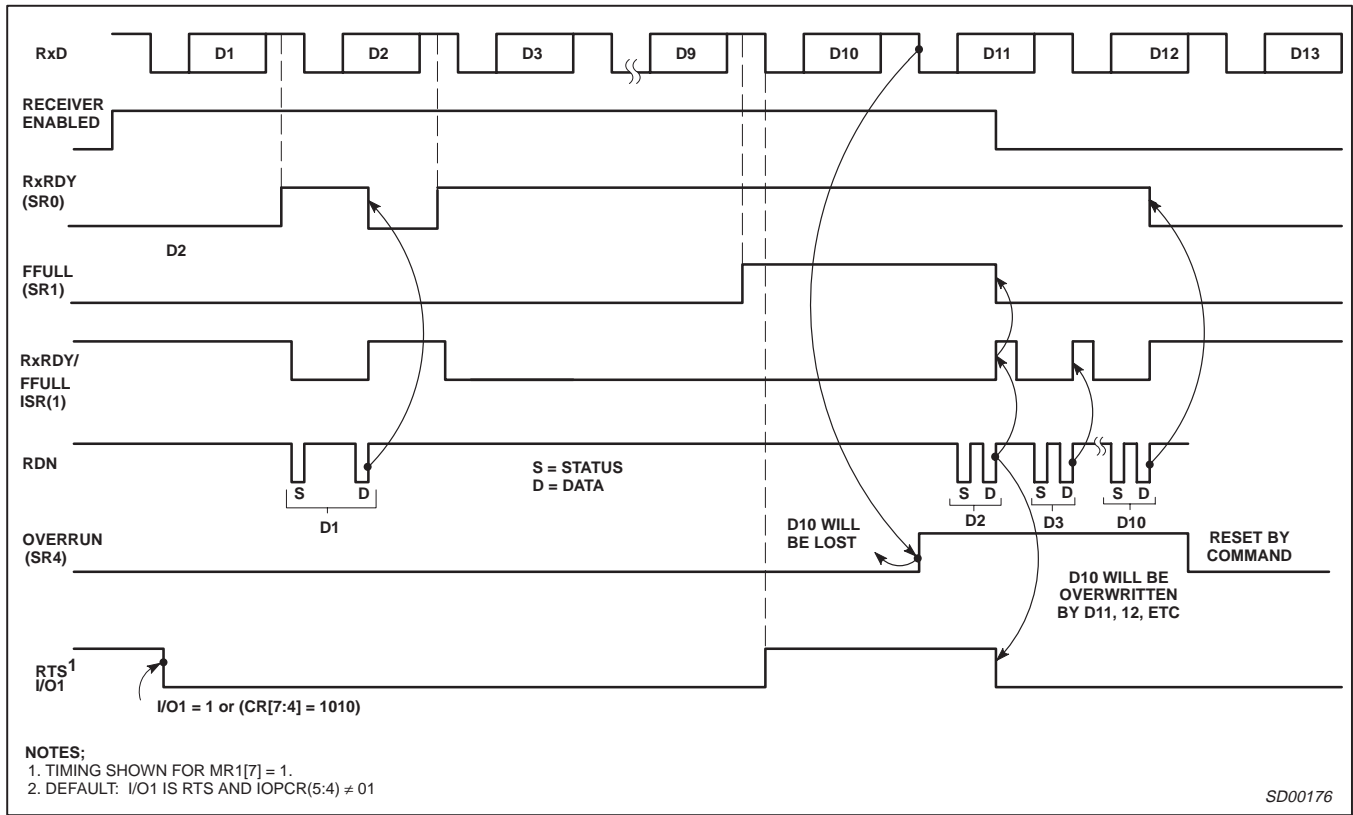 RxD D1 D2 D3 D9 D10 D11 D12 D13
RECEIVER
ENABLED
RxRDY
(SR0)
D2
FFULL
(SR1)
RxRDY/
FFULL
ISR(1)
RDN
S = STATUS
D = DATA
S D S D S D S D
D1 D2 D3 D10
OVERRUN
(SR4)
D10 WILL
BE LOST
RESET BY
COMMAND
D10 WILL BE
OVERWRITTEN
BY D11, 12, ETC
RTS1
I/O1
I/O1 = 1 or (CR[7:4] = 1010)
NOTES;
1. TIMING SHOWN FOR MR1[7] = 1.
2. DEFAULT: I/O1 IS RTS AND IOPCR(5:4) ≠ 01
SD00176